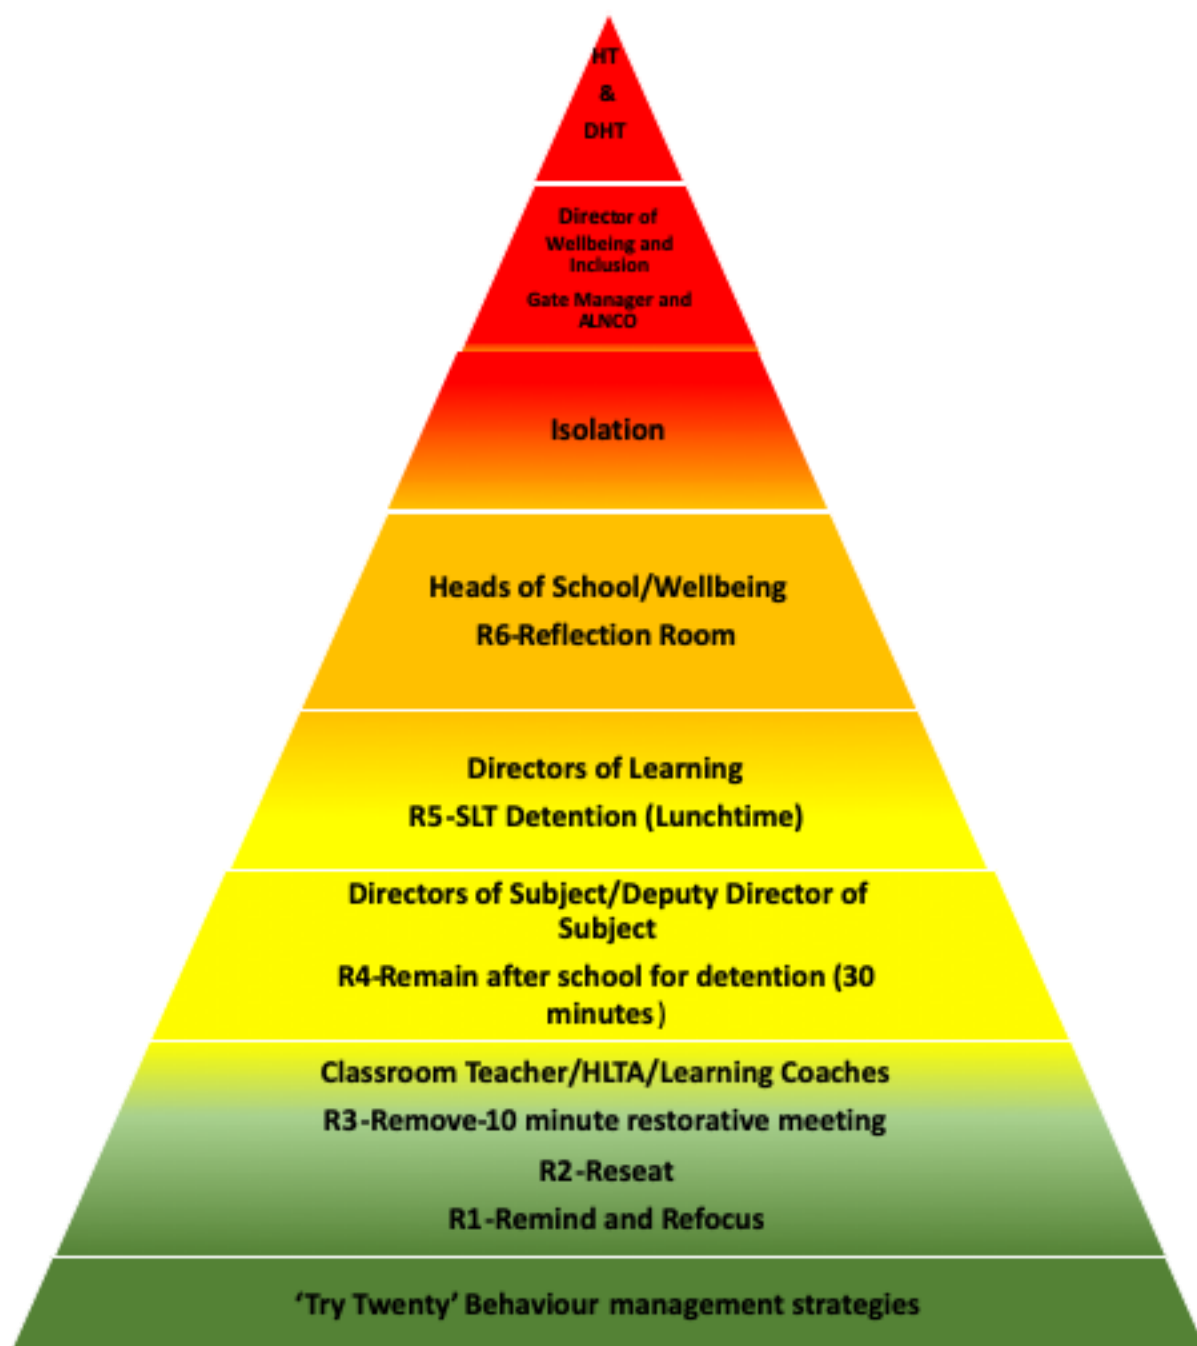 HT
&
DHT
Director of
Wellbeing and
Inclusion
Gate Manager and
ALNCO
Isolation
Heads of School/Wellbeing
R6-Reflection Room
Directors of Learning
R5-SLT Detention (Lunchtime)
Directors of Subject/Deputy Director of
Subject
R4-Remain after school for detention (30
minutes)
Classroom Teacher/HLTA/Learning Coaches
R3-Remove-10 minute restorative meeting
R2-Reseat
R1-Remind and Refocus
‘Try Twenty’ Behaviour management strategies